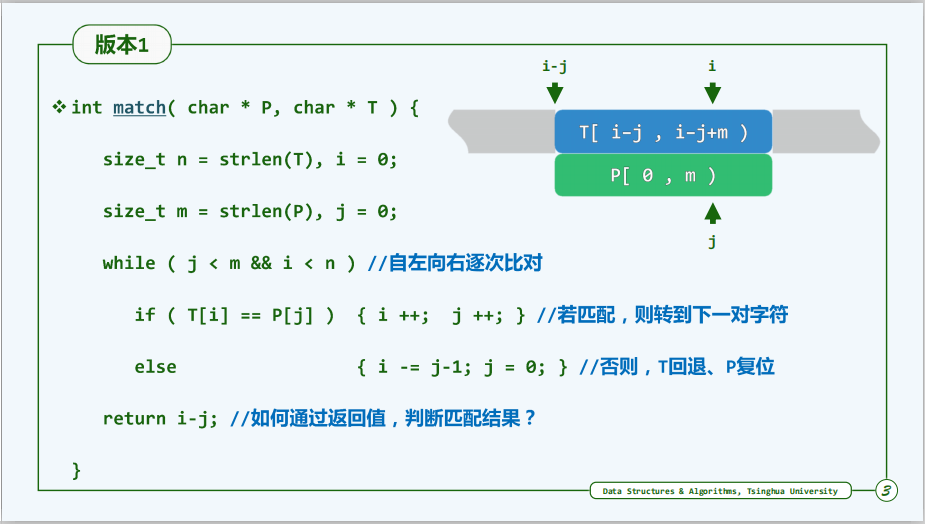 版本1
i-j
i
❖int match( char * P, char * T ) {
T[ i-j , i-j+m )
size_t n = strlen(T), i = 0;
P[ 0 , m )
size_t m = strlen(P), j = 0;
j
while ( j < m && i < n ) //自左向右逐次比对
if ( T[i] == P[j] ) { i ++; j ++; } //若匹配，则转到下一对字符
else { i -= j-1; j = 0; } //否则，T回退、P复位
return i-j; //如何通过返回值，判断匹配结果？
}
Data Structures & Algorithms, Tsinghua University
3